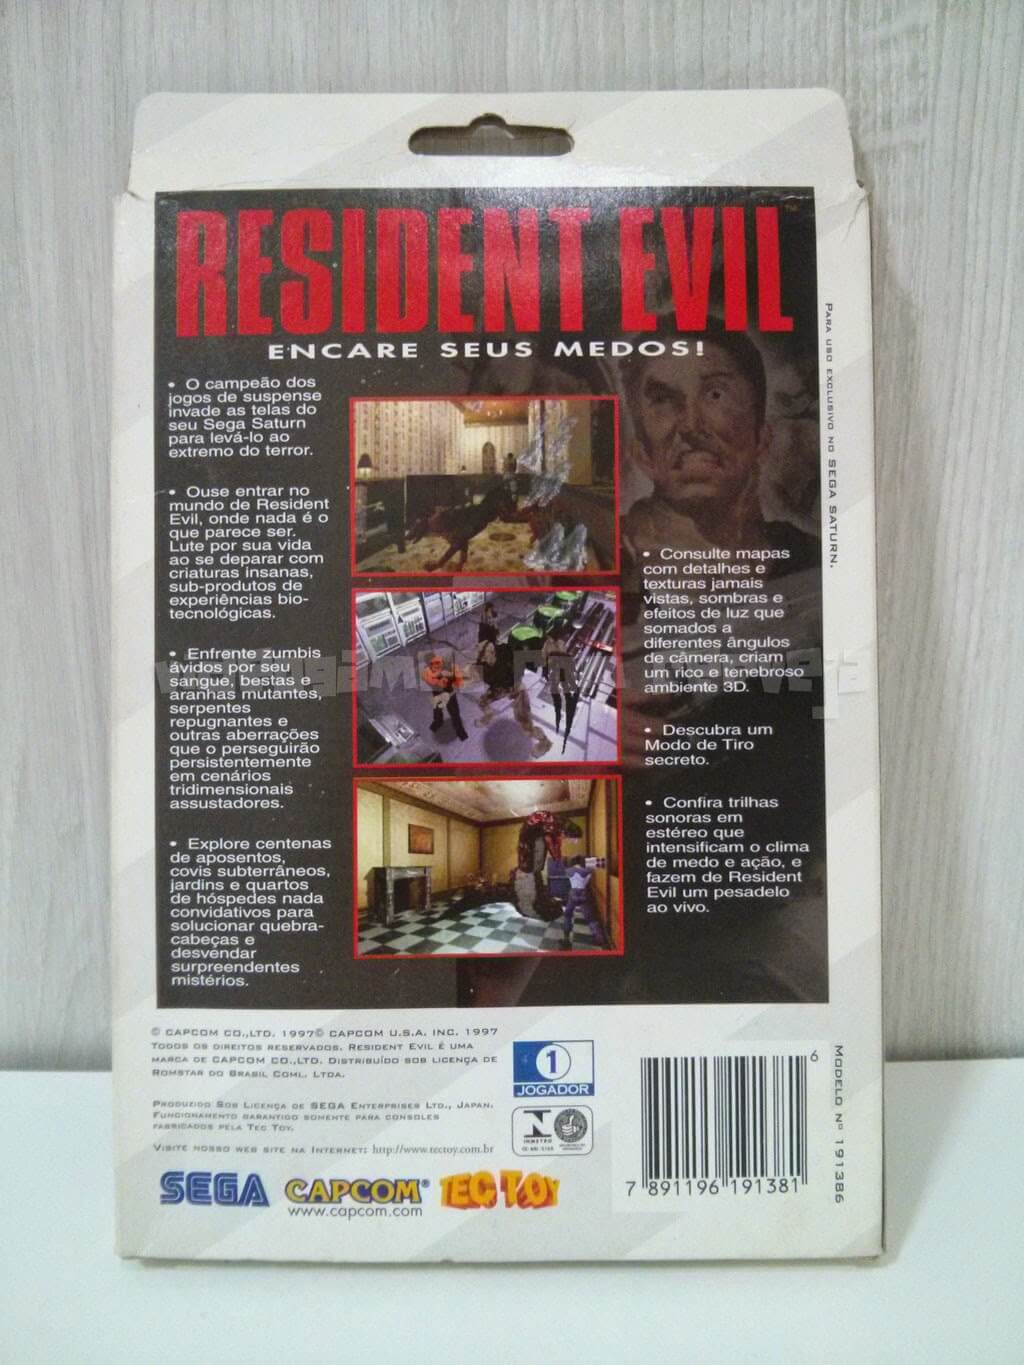 RESIDENT EVIL
TM
ENCARE SEUS MEDOS!
• O campeão dos
jogos de suspense
invade as telas do
seu Sega Saturn
para levá-lo ao
extremo do terror.
• Ouse entrar no
mundo de Resident
Evil, onde nada é o
que parece ser.
Lute por sua vida
ao se deparar com
criaturas insanas,
sub-produtos de
experiências bio-
tecnológicas.
• Enfrente zumbis
ávidos por seu
sangue, bestas e
aranhas mutantes,
serpentes
repugnantes e
outras aberrações
que o perseguirão
persistentemente
em cenários
tridimensionais
assustadores.
• Explore centenas
de aposentos,
covis subterrâneos,
jardins e quartos
de hóspedes nada
convidativos para
solucionar quebra-
cabeças e
desvendar
surpreendentes
mistérios.
• Consulte mapas
com detalhes e
texturas jamais
vistas, sombras e
efeitos de luz que
somados a
diferentes ângulos
de câmera, criam
um rico e tenebroso
ambiente 3D.
• Descubra um
Modo de Tiro
secreto.
• Confira trilhas
sonoras em
estéreo que
intensificam o clima
de medo e ação, e
fazem de Resident
Evil um pesadelo
ao vivo.
Para uso exclusivo no SEGA SATURN.
© CAPCOM CO.,LTD. 1997© CAPCOM U.S.A. INC. 1997
Todos os direitos reservados. Resident Evil é uma
marca de CAPCOM CO.,LTD. Distribuído sob licença de
Romstar do Brasil Coml. Ltda.
Produzido Sob Licença de SEGA Enterprises Ltd., Japan.
Funcionamento garantido somente para consoles
fabricados pela Tec Toy.
Visite nosso web site na Internet: http://www.tectoy.com.br
1
JOGADOR
INMETRO
SEGA
CAPCOM®
www.capcom.com
TEC TOY
6
7 891196 191381
Modelo nº 191386